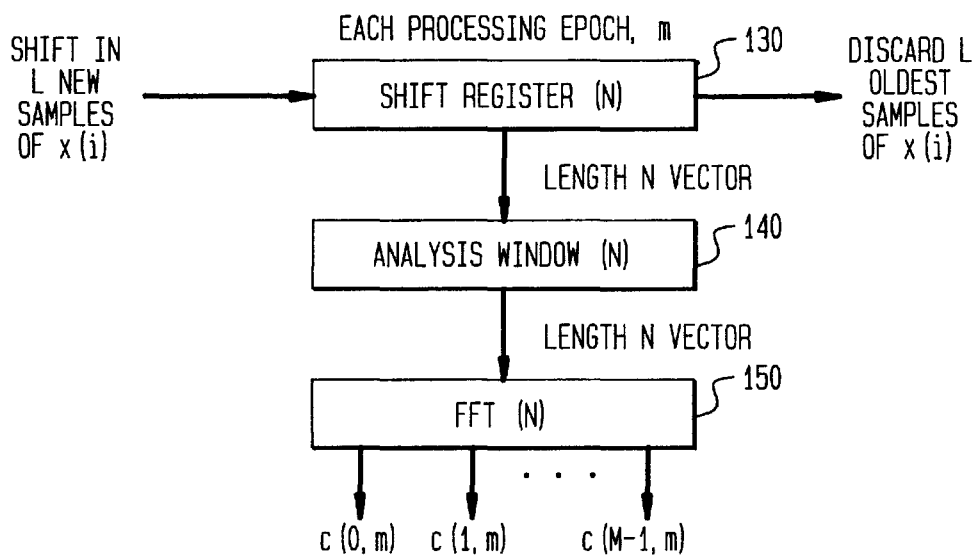 EACH PROCESSING EPOCH, m
130
SHIFT IN
L NEW
SAMPLES
OF x(i)
SHIFT REGISTER (N)
DISCARD L
OLDEST
SAMPLES
OF x(i)
LENGTH N VECTOR
140
ANALYSIS WINDOW (N)
LENGTH N VECTOR
150
FFT (N)
. . .
c(0,m) c(1,m) c(M-1,m)